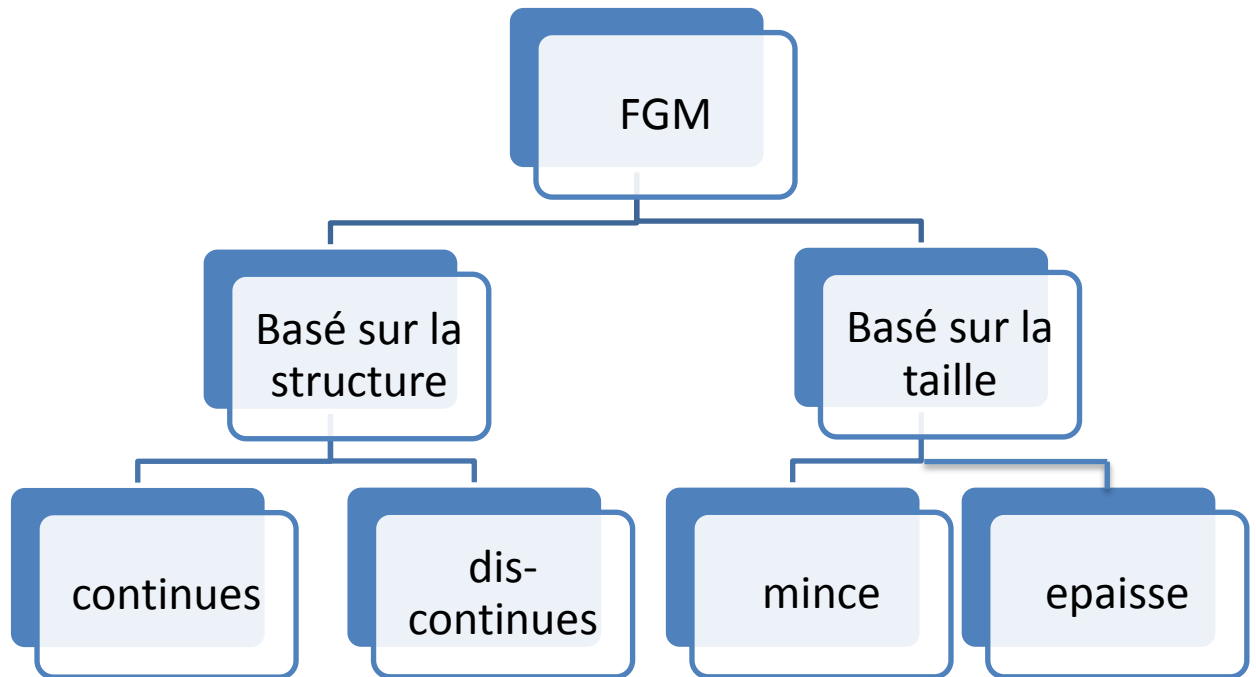 FGM
Basé sur la
structure
Basé sur la
taille
continues
dis-
continues
mince
epaisse